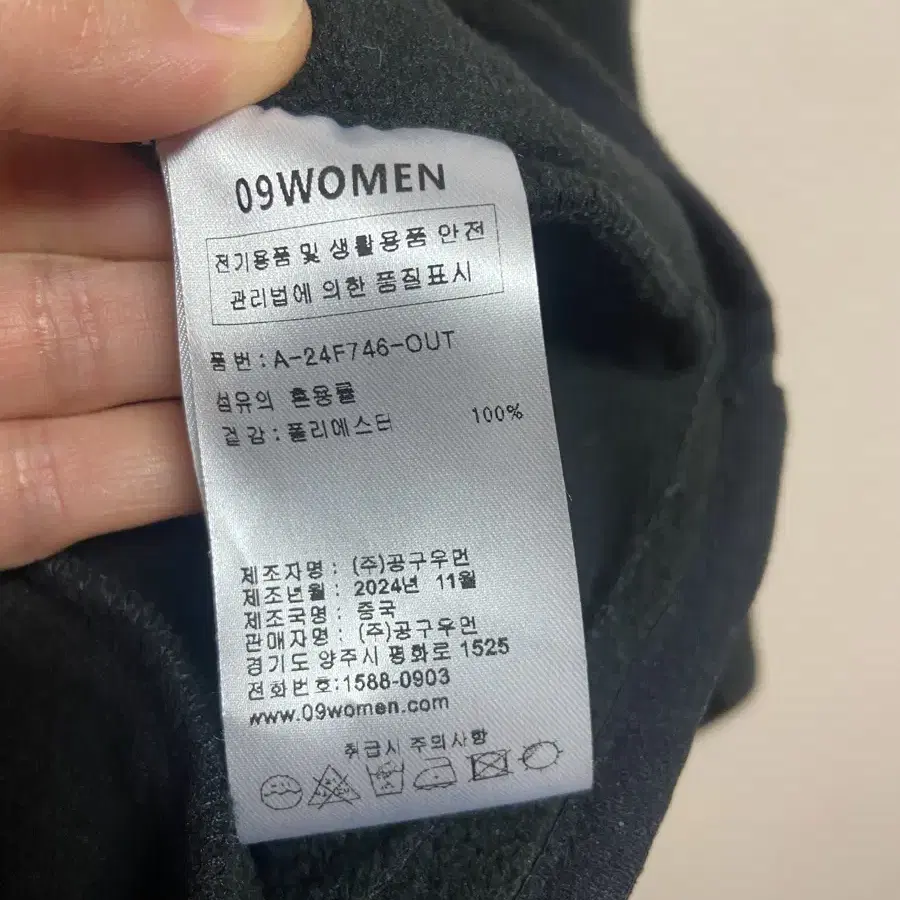 09WOMEN
전기용품 및 생활용품 안전
관리법에 의한 품질표시
품 번 : A-24F746-OUT
섬유의 혼용률
겉 감 : 폴리에스터 100%
제조자명 : (주)공구우먼
제조년월 : 2024년 11월
제조국명 : 중국
판매자명 : (주)공구우먼
경기도 양주시 평화로 1525
전화번호:1588-0903
www.09women.com
취급시 주의사항